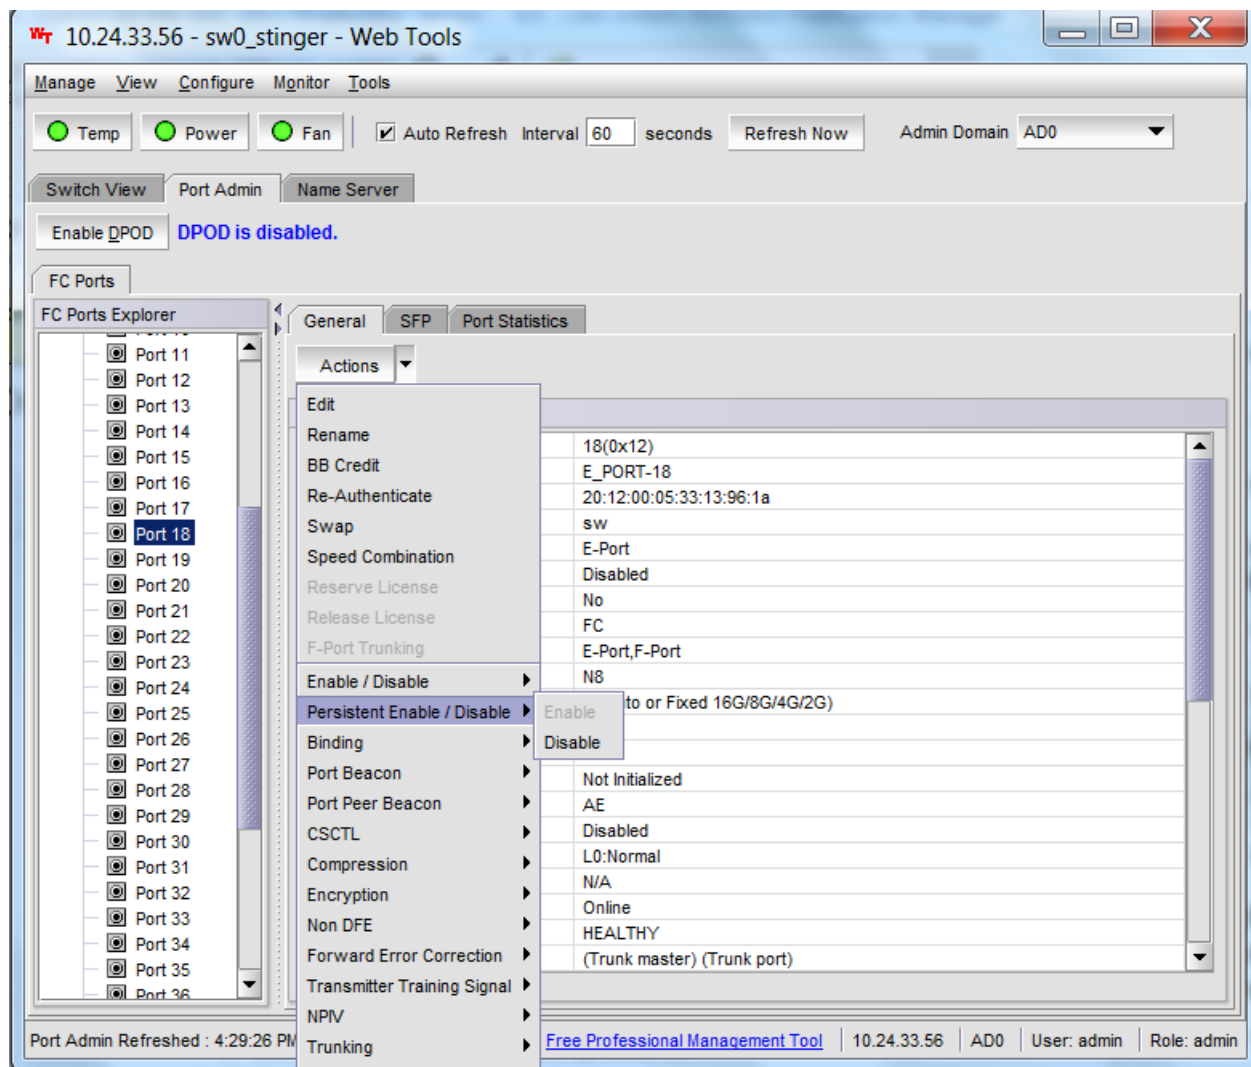 WT 10.24.33.56 - sw0_stinger - Web Tools
Manage View Configure Monitor Tools
Temp Power Fan Auto Refresh Interval 60 seconds Refresh Now Admin Domain AD0
Switch View Port Admin Name Server
Enable DPOD DPOD is disabled.
FC Ports
FC Ports Explorer
Port 11
Port 12
Port 13
Port 14
Port 15
Port 16
Port 17
Port 18
Port 19
Port 20
Port 21
Port 22
Port 23
Port 24
Port 25
Port 26
Port 27
Port 28
Port 29
Port 30
Port 31
Port 32
Port 33
Port 34
Port 35
Port 36
General SFP Port Statistics
Actions
Edit
Rename
BB Credit
Re-Authenticate
Swap
Speed Combination
Reserve License
Release License
F-Port Trunking
Enable / Disable
Persistent Enable / Disable
Binding
Port Beacon
Port Peer Beacon
CSCTL
Compression
Encryption
Non DFE
Forward Error Correction
Transmitter Training Signal
NPIV
Trunking
Enable
Disable
18(0x12)
E_PORT-18
20:12:00:05:33:13:96:1a
sw
E-Port
Disabled
No
FC
E-Port,F-Port
N8
to or Fixed 16G/8G/4G/2G)
Not Initialized
AE
Disabled
L0:Normal
N/A
Online
HEALTHY
(Trunk master) (Trunk port)
Port Admin Refreshed : 4:29:26 PM Free Professional Management Tool 10.24.33.56 AD0 User: admin Role: admin